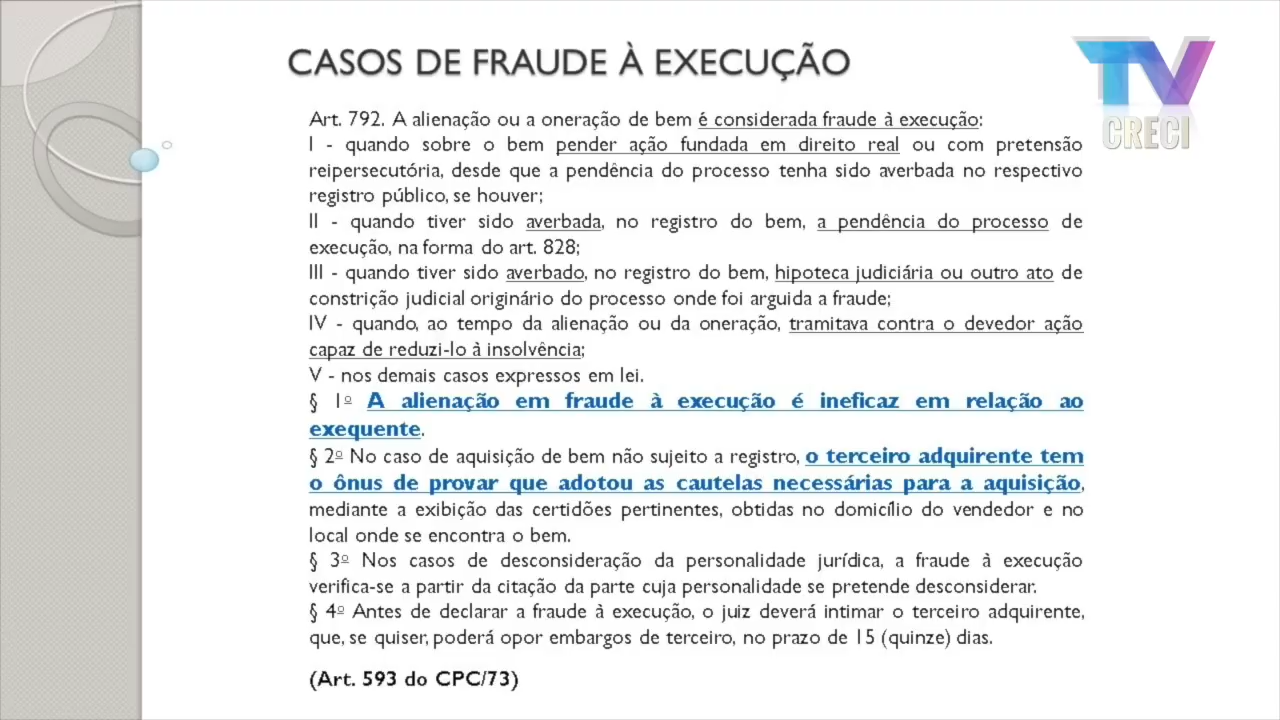 CASOS DE FRAUDE À EXECUÇÃO
TV
CRECI
Art. 792. A alienação ou a oneração de bem é considerada fraude à execução:
I - quando sobre o bem pender ação fundada em direito real ou com pretensão
reipersecutória, desde que a pendência do processo tenha sido averbada no respectivo
registro público, se houver;
II - quando tiver sido averbada, no registro do bem, a pendência do processo de
execução, na forma do art. 828;
III - quando tiver sido averbado, no registro do bem, hipoteca judiciária ou outro ato de
constrição judicial originário do processo onde foi arguida a fraude;
IV - quando, ao tempo da alienação ou da oneração, tramitava contra o devedor ação
capaz de reduzi-lo à insolvência;
V - nos demais casos expressos em lei.
§ 1º A alienação em fraude à execução é ineficaz em relação ao
exequente.
§ 2º No caso de aquisição de bem não sujeito a registro, o terceiro adquirente tem
o ônus de provar que adotou as cautelas necessárias para a aquisição,
mediante a exibição das certidões pertinentes, obtidas no domicílio do vendedor e no
local onde se encontra o bem.
§ 3º Nos casos de desconsideração da personalidade jurídica, a fraude à execução
verifica-se a partir da citação da parte cuja personalidade se pretende desconsiderar.
§ 4º Antes de declarar a fraude à execução, o juiz deverá intimar o terceiro adquirente,
que, se quiser, poderá opor embargos de terceiro, no prazo de 15 (quinze) dias.
(Art. 593 do CPC/73)